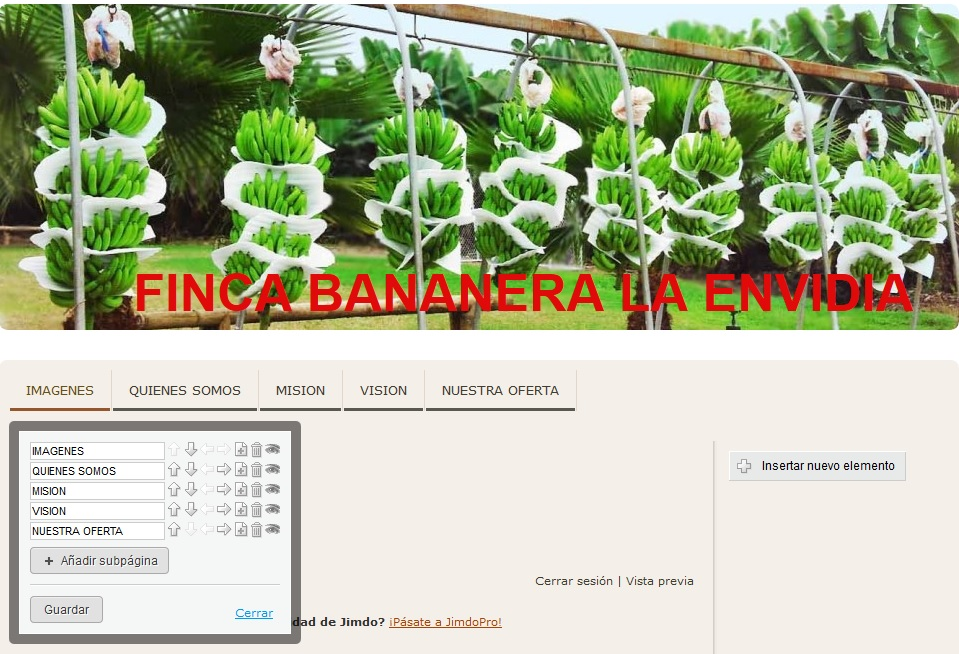 FINCA BANANERA LA ENVIDIA
IMAGENES QUIENES SOMOS MISION VISION NUESTRA OFERTA
IMAGENES
QUIENES SOMOS
MISION
VISION
NUESTRA OFERTA
Añadir subpágina
Guardar Cerrar
Insertar nuevo elemento
Cerrar sesión | Vista previa
dad de Jimdo? ¡Pásate a JimdoPro!